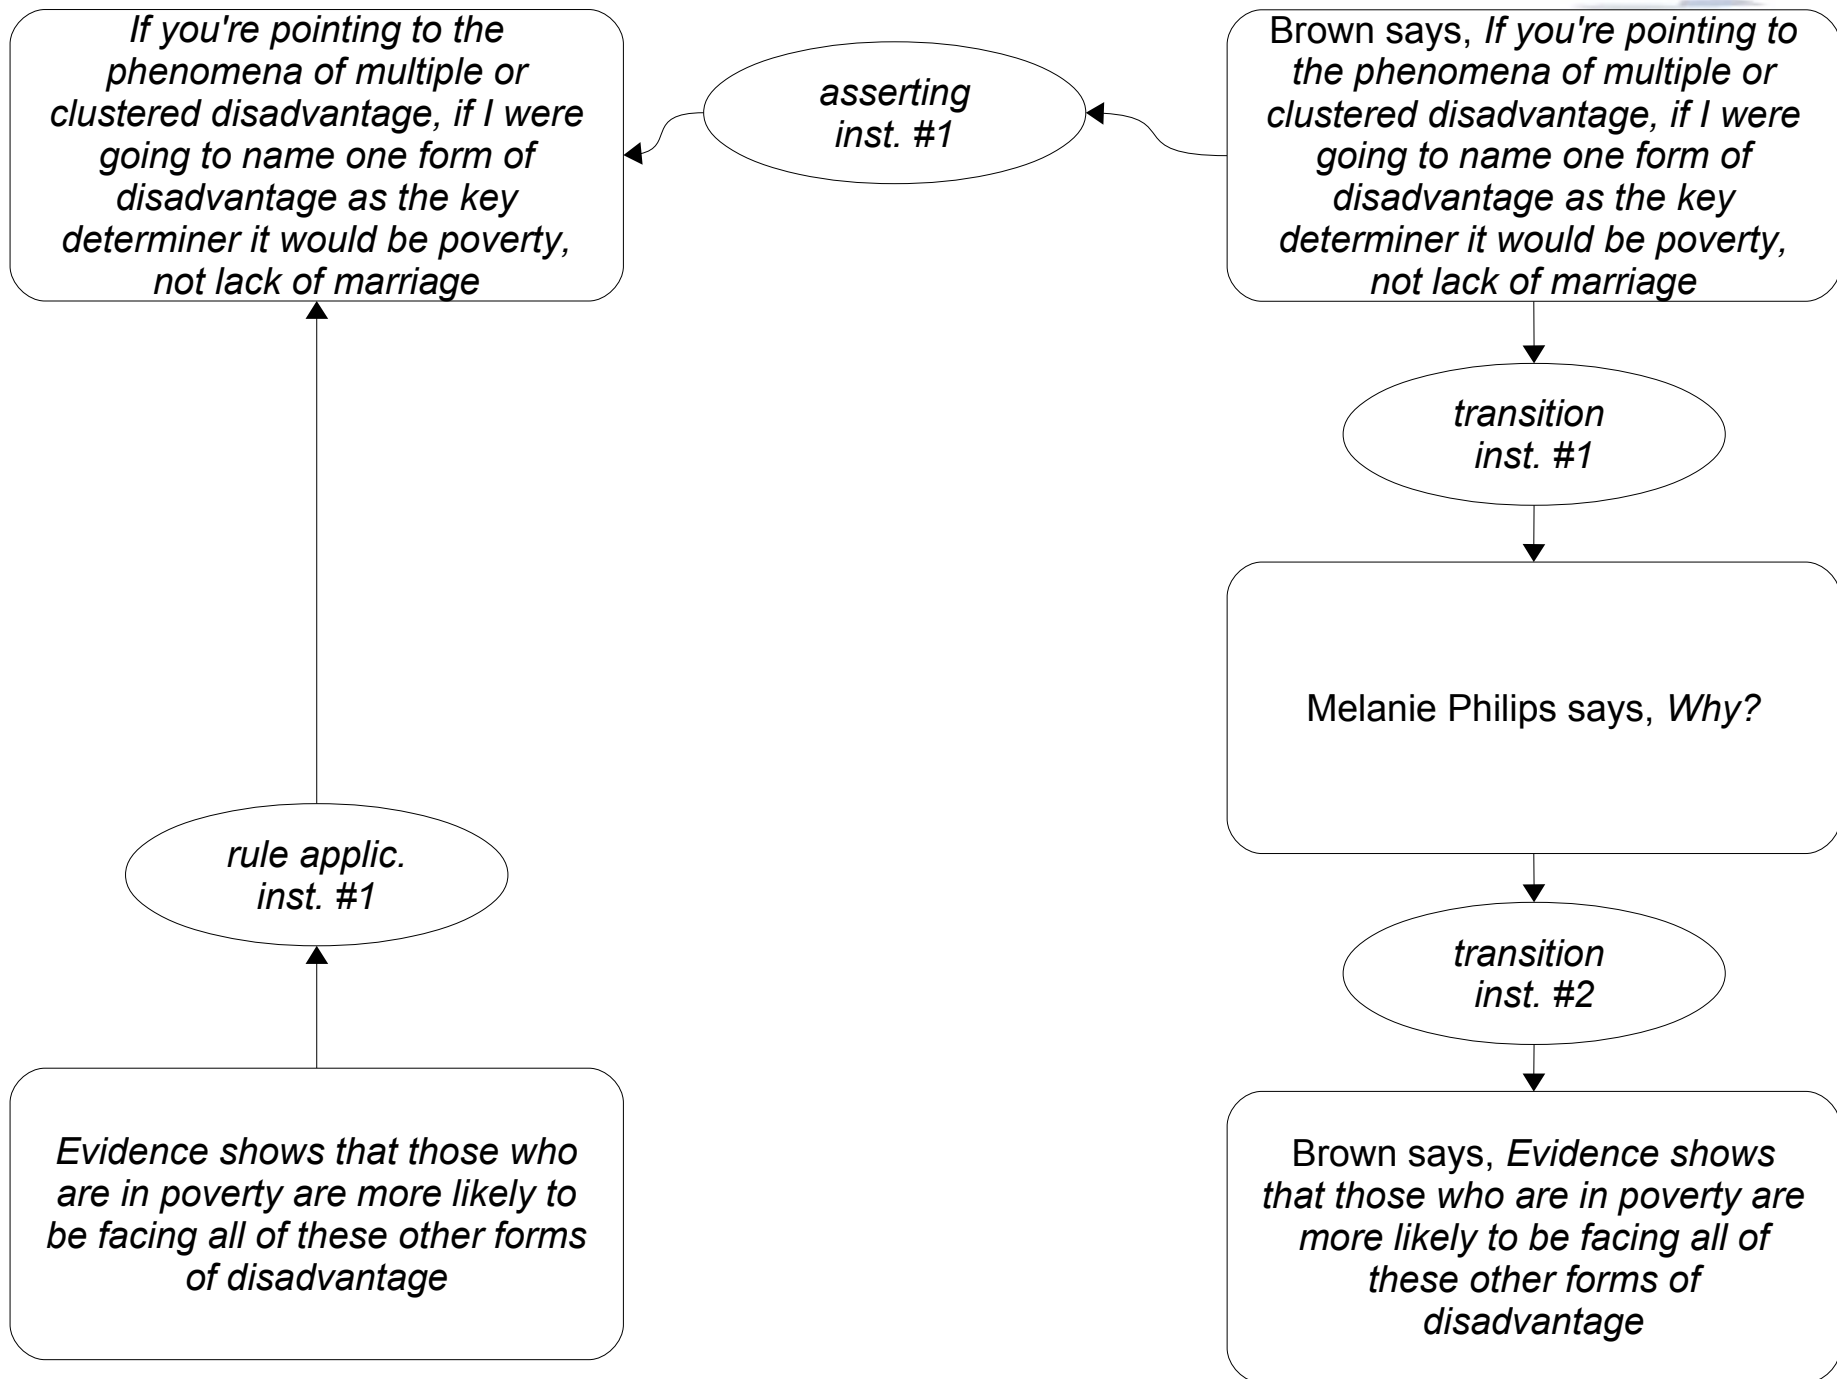 If you're pointing to the
phenomena of multiple or
clustered disadvantage, if I were
going to name one form of
disadvantage as the key
determiner it would be poverty,
not lack of marriage
asserting
inst. #1
Brown says, If you're pointing to
the phenomena of multiple or
clustered disadvantage, if I were
going to name one form of
disadvantage as the key
determiner it would be poverty,
not lack of marriage
transition
inst. #1
Melanie Philips says, Why?
rule applic.
inst. #1
transition
inst. #2
Evidence shows that those who
are in poverty are more likely to
be facing all of these other forms
of disadvantage
Brown says, Evidence shows
that those who are in poverty are
more likely to be facing all of
these other forms of
disadvantage